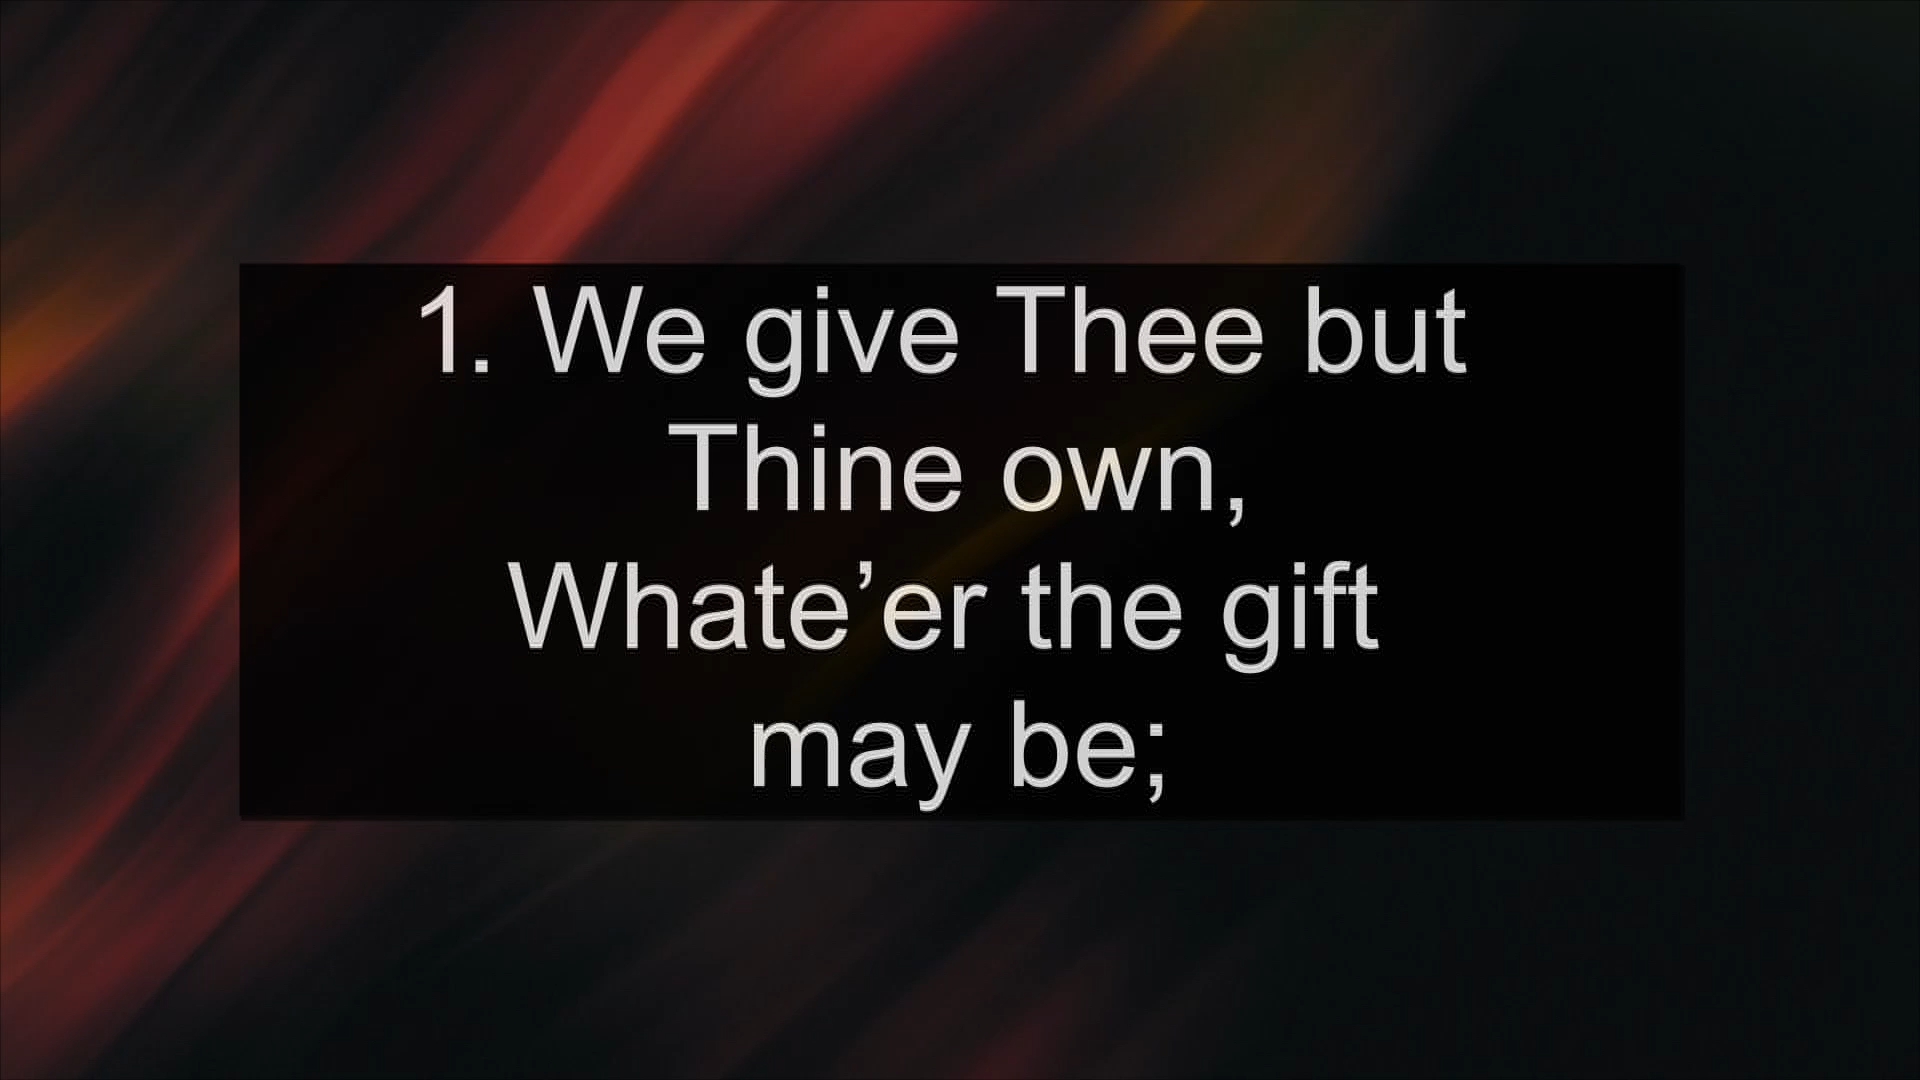 1. We give Thee but
Thine own,
Whate’er the gift
may be;